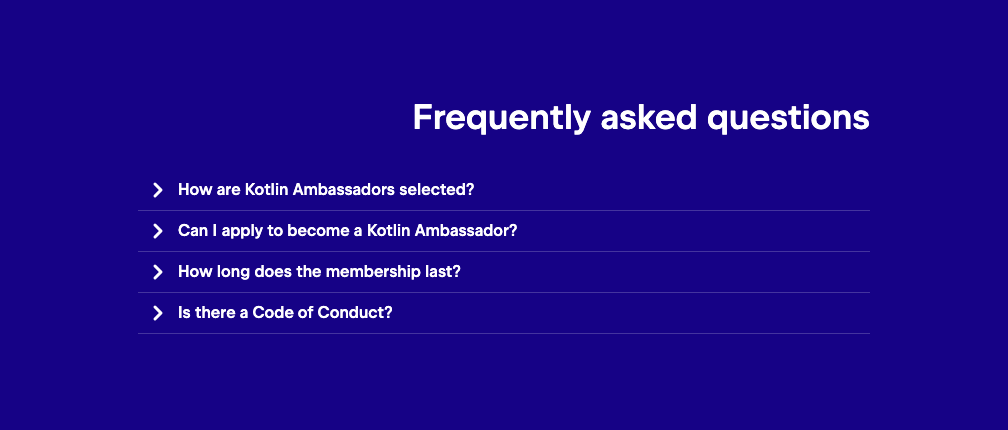 Frequently asked questions
How are Kotlin Ambassadors selected?
Can I apply to become a Kotlin Ambassador?
How long does the membership last?
Is there a Code of Conduct?